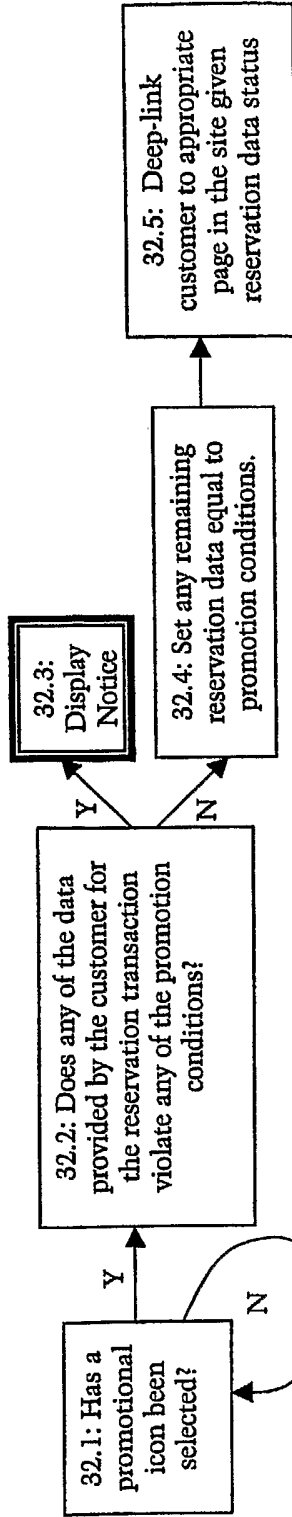 32.1: Has a
promotional
icon been
selected?
Y
N
32.2: Does any of the data
provided by the customer for
the reservation transaction
violate any of the promotion
conditions?
Y
N
32.3:
Display
Notice
32.4: Set any remaining
reservation data equal to
promotion conditions.
32.5: Deep-link
customer to appropriate
page in the site given
reservation data status